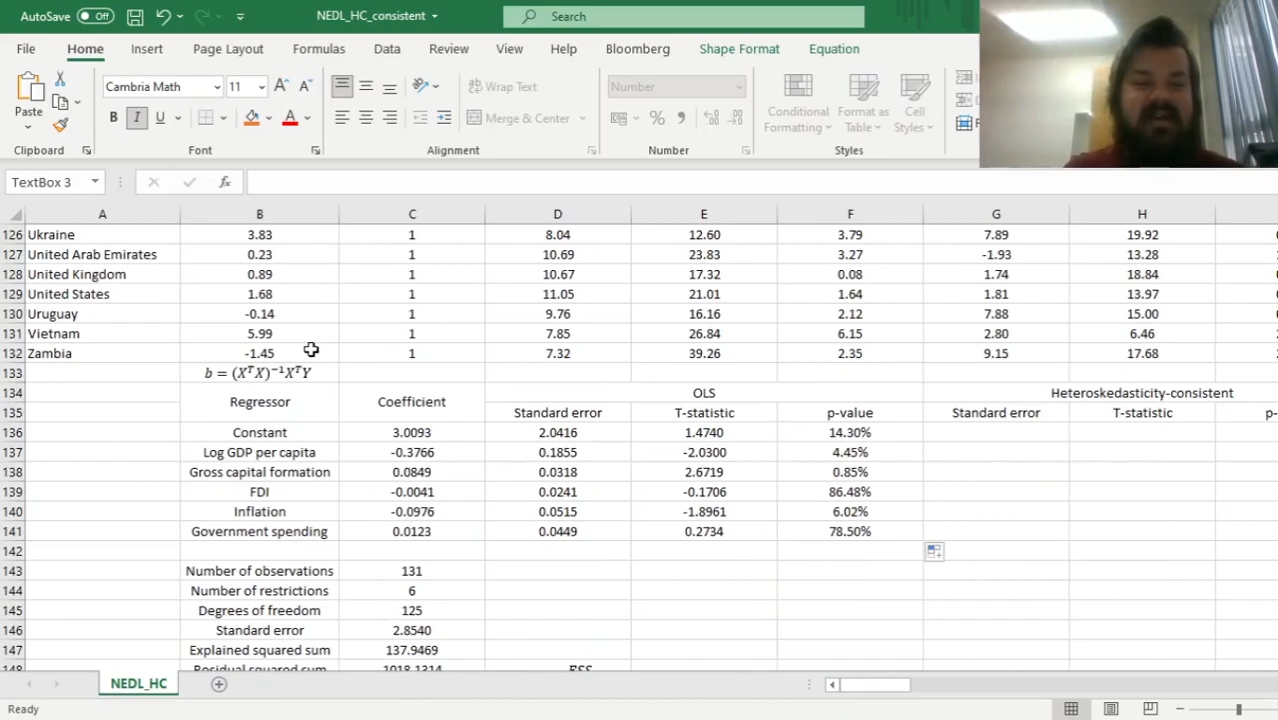 AutoSave Off NEDL_HC_consistent Search
File Home Insert Page Layout Formulas Data Review View Help Bloomberg Shape Format Equation
Paste Cambria Math 11 Wrap Text Number
B I U A Merge & Center Conditional Format as Cell
Formatting Table Styles
Clipboard Font Alignment Number Styles
TextBox 3 fx
A B C D E F G H
126 Ukraine 3.83 1 8.04 12.60 3.79 7.89 19.92
127 United Arab Emirates 0.23 1 10.69 23.83 3.27 -1.93 13.28
128 United Kingdom 0.89 1 10.67 17.32 0.08 1.74 18.84
129 United States 1.68 1 11.05 21.01 1.64 1.81 13.97
130 Uruguay -0.14 1 9.76 16.16 2.12 7.88 15.00
131 Vietnam 5.99 1 7.85 26.84 6.15 2.80 6.46
132 Zambia -1.45 1 7.32 39.26 2.35 9.15 17.68
133 b = (XᵀX)⁻¹XᵀY
134 Regressor Coefficient OLS Heteroskedasticity-consistent
135 Standard error T-statistic p-value Standard error T-statistic p-
136 Constant 3.0093 2.0416 1.4740 14.30%
137 Log GDP per capita -0.3766 0.1855 -2.0300 4.45%
138 Gross capital formation 0.0849 0.0318 2.6719 0.85%
139 FDI -0.0041 0.0241 -0.1706 86.48%
140 Inflation -0.0976 0.0515 -1.8961 6.02%
141 Government spending 0.0123 0.0449 0.2734 78.50%
142
143 Number of observations 131
144 Number of restrictions 6
145 Degrees of freedom 125
146 Standard error 2.8540
147 Explained squared sum 137.9469
148 Residual squared sum 1018.1314 ESS
NEDL_HC
Ready